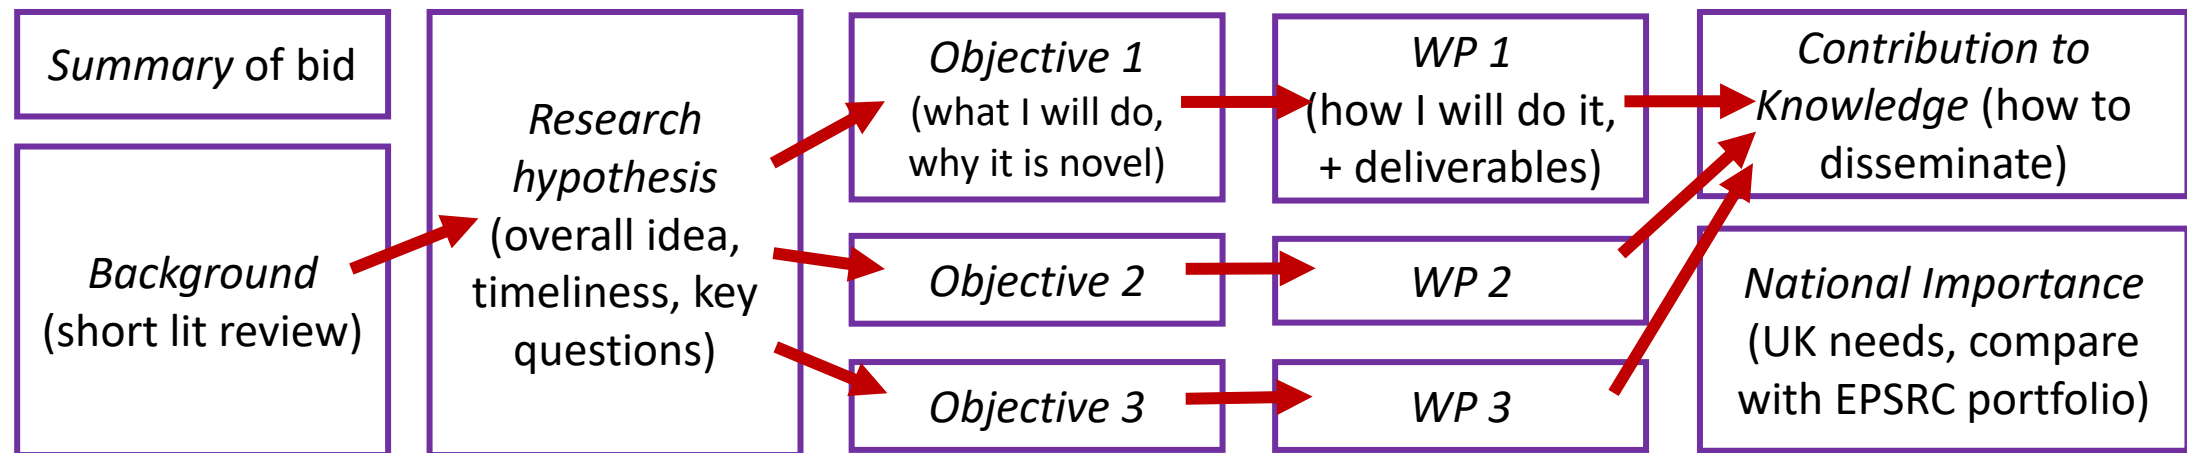 Summary of bid
Background
(short lit review)
Research
hypothesis
(overall idea,
timeliness, key
questions)
Objective 1
(what I will do,
why it is novel)
Objective 2
Objective 3
WP 1
(how I will do it,
+ deliverables)
WP 2
WP 3
Contribution to
Knowledge (how to
disseminate)
National Importance
(UK needs, compare
with EPSRC portfolio)